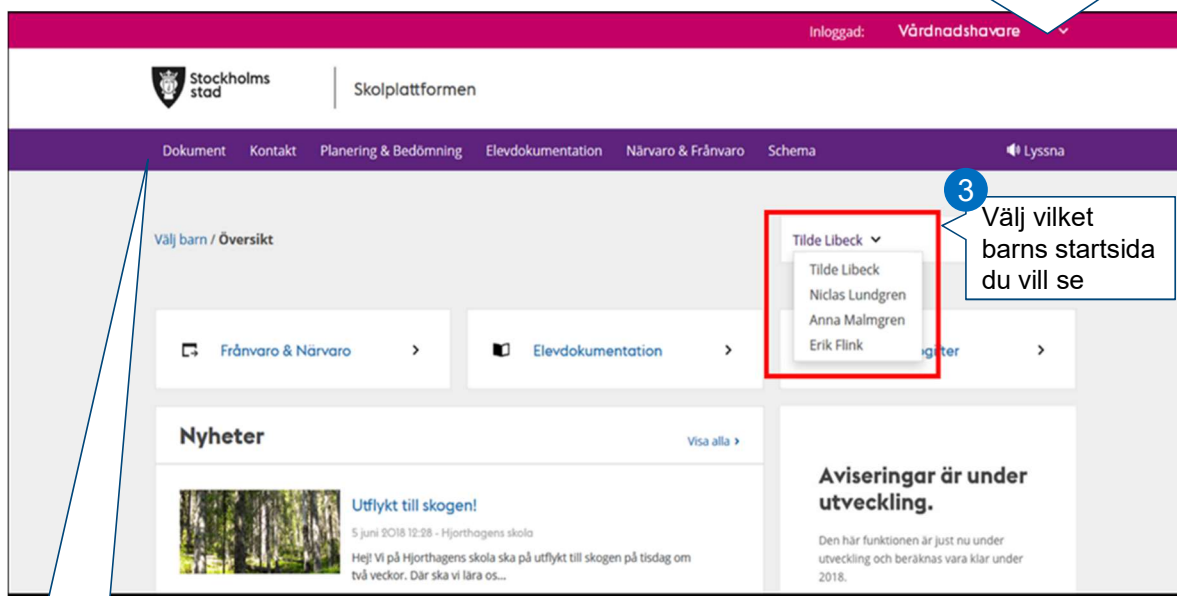 Inloggad: Vårdnadshavare
Stockholms
stad
Skolplattformen
Dokument Kontakt Planering & Bedömning Elevdokumentation Närvaro & Frånvaro Schema Lyssna
3
Välj vilket
barns startsida
du vill se
Välj barn / Översikt
Tilde Libeck
Tilde Libeck
Niclas Lundgren
Anna Malmgren
Erik Flink
Frånvaro & Närvaro
Elevdokumentation
Nyheter
Visa alla >
Utflykt till skogen!
5 juni 2018 12:28 - Hjorthagens skola
Hej! Vi på Hjorthagens skola ska på utflykt till skogen på tisdag om
två veckor. Där ska vi lära os...
Aviseringar är under
utveckling.
Den här funktionen är just nu under
utveckling och beräknas vara klar under
2018.